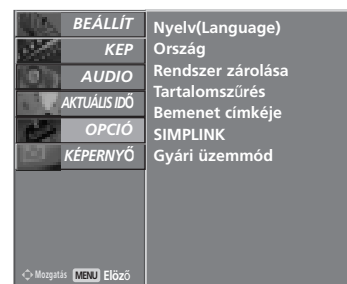 BEÁLLÍT
KEP
AUDIO
AKTUÁLIS IDŐ
OPCIÓ
KÉPERNYŐ
Nyelv(Language)
Ország
Rendszer zárolása
Tartalomszűrés
Bemenet címkéje
SIMPLINK
Gyári üzemmód
Mozgatás MENU Elöző